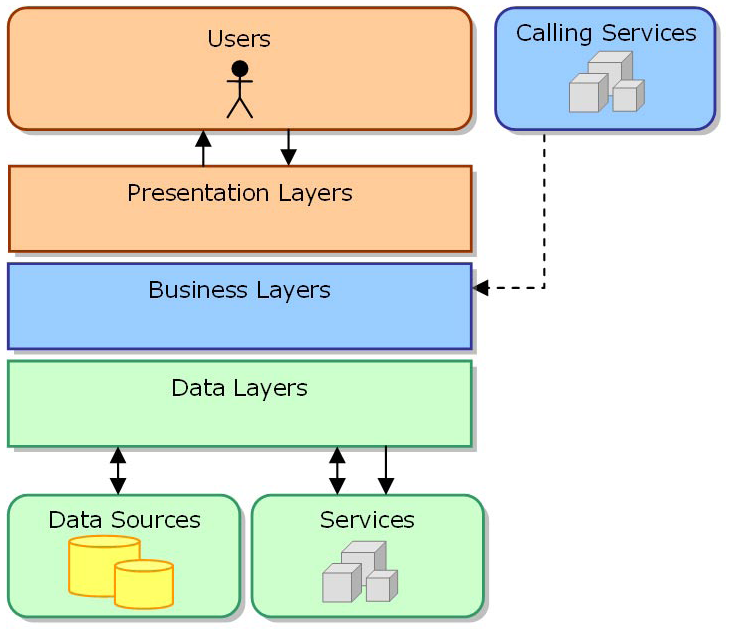 Users
Calling Services
Presentation Layers
Business Layers
Data Layers
Data Sources
Services